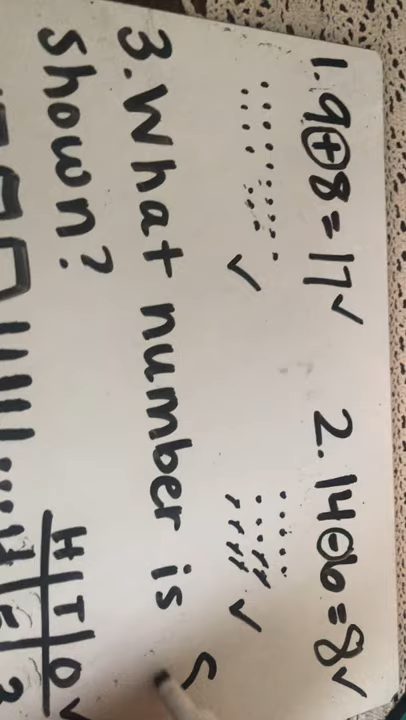 1. 9 + 8 = 17 ✓ 2. 14 - 6 = 8 ✓
3. What number is
shown?
H T O